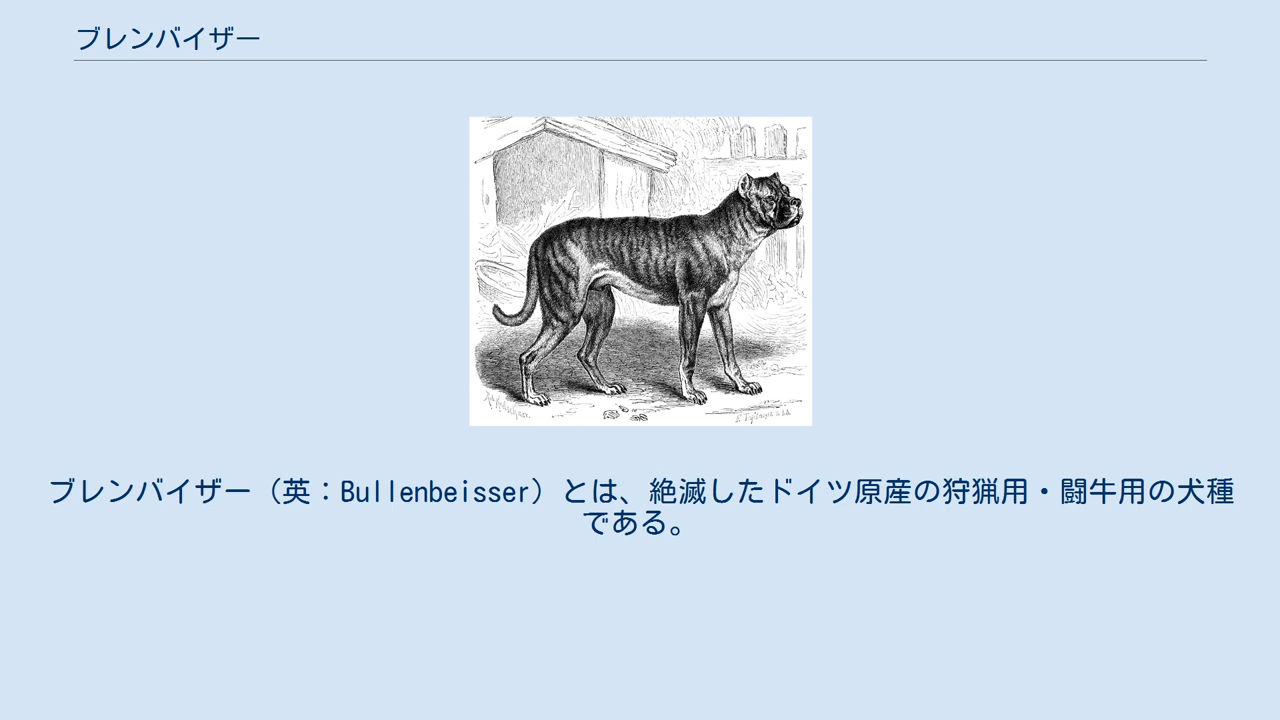 ブレンバイザー
ブレンバイザー（英：Bullenbeisser）とは、絶滅したドイツ原産の狩猟用・闘牛用の犬種
である。